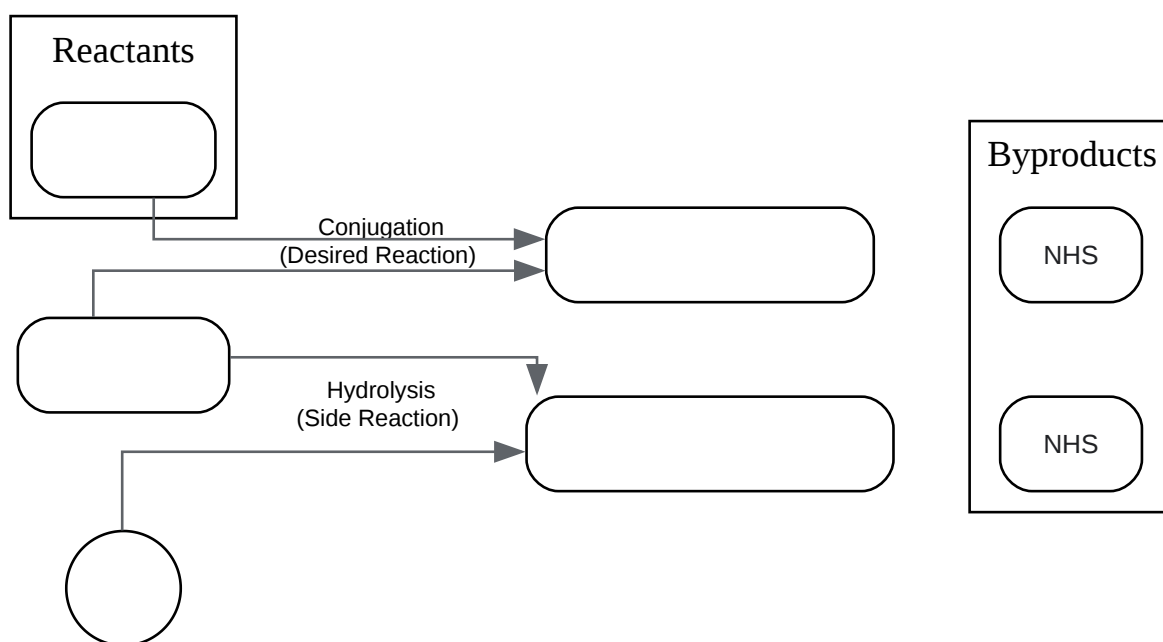 Reactants
Byproducts
Conjugation
(Desired Reaction)
NHS
Hydrolysis
(Side Reaction)
NHS